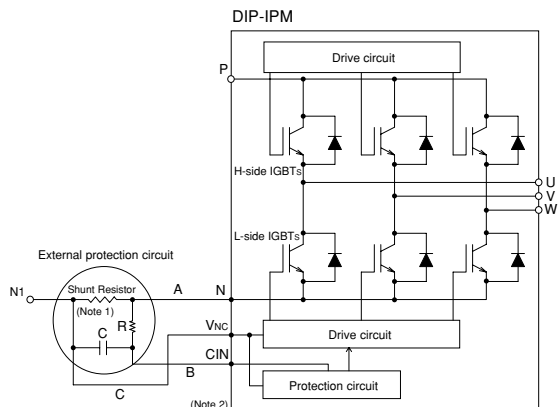 DIP-IPM
Drive circuit
P
H-side IGBTs
U
V
W
L-side IGBTs
External protection circuit
Shunt Resistor
N1
A
N
(Note 1)
R
C
VNC
Drive circuit
CIN
B
C
Protection circuit
(Note 2)